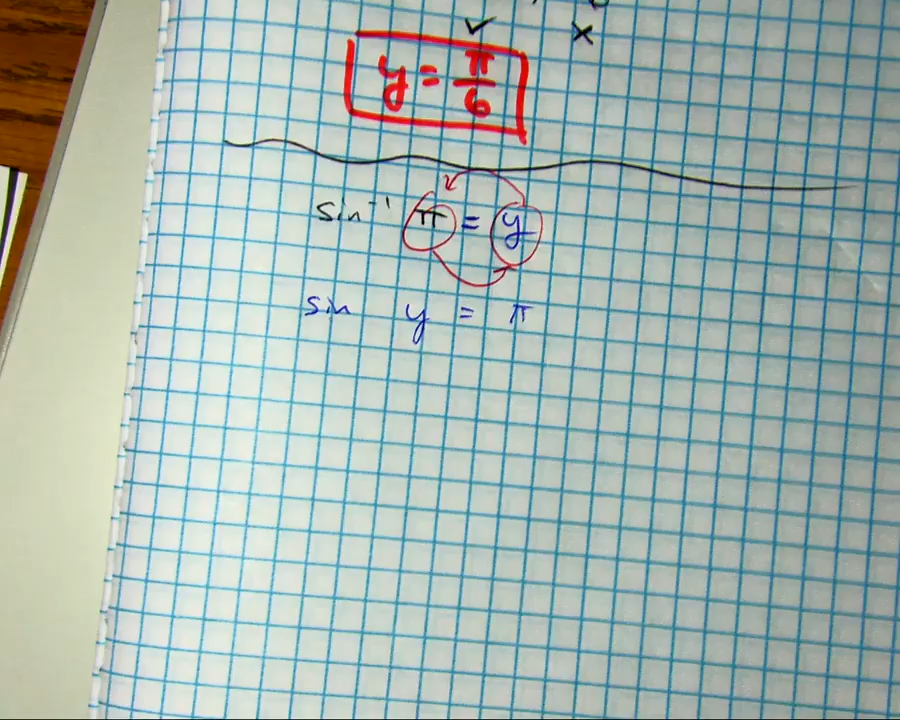 ✓ x
y = π/6
sin⁻¹ π = y
sin y = π